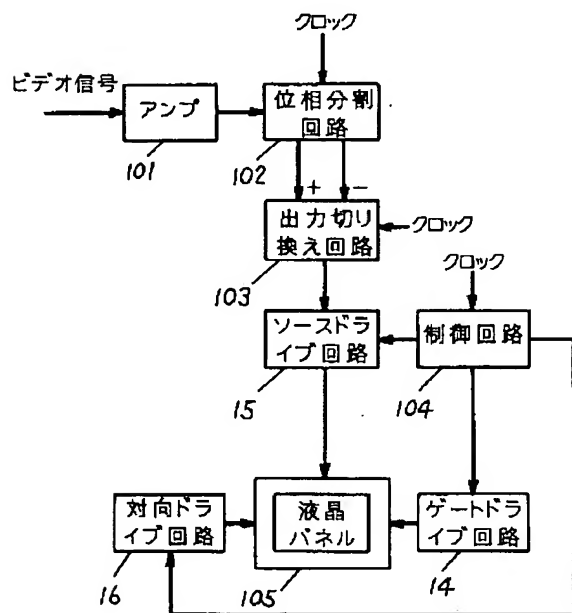 クロック
ビデオ信号
アンプ
位相分割
回路
101
102
+
−
出力切り
換え回路
クロック
103
クロック
ソースドラ
イブ回路
制御回路
15
104
対向ドラ
イブ回路
液晶
パネル
ゲートドラ
イブ回路
16
105
14